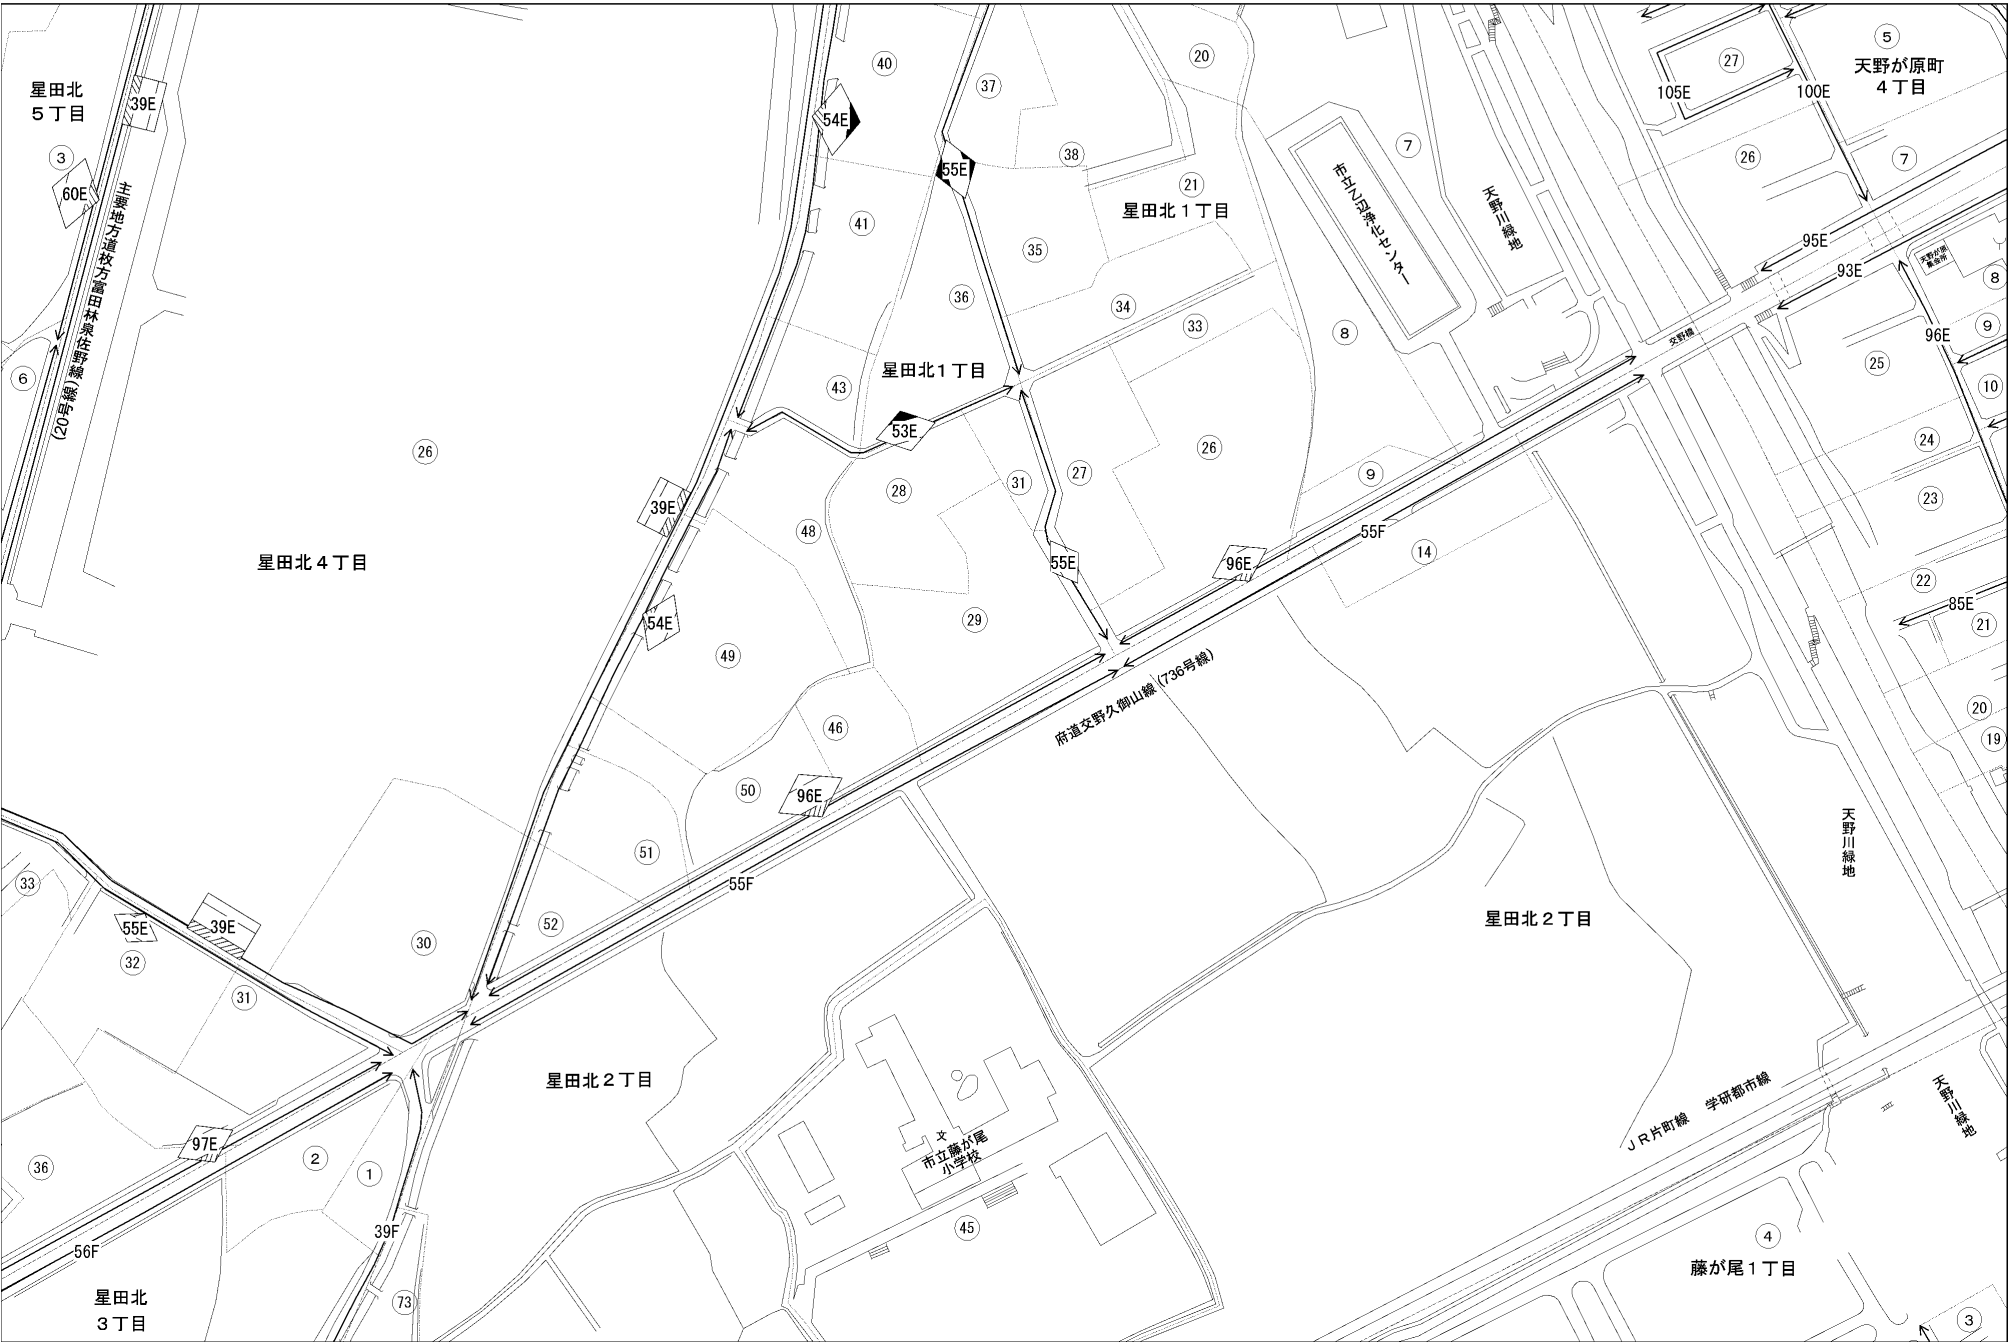 星田北
５丁目
39E
3
60E
主要地方道枚方富田林泉佐野線
(20号線)
6
26
星田北４丁目
40
54E
37
55E
38
41
35
36
43
34
33
星田北１丁目
21
星田北１丁目
20
53E
39E
54E
28
31
27
26
48
49
29
55E
46
50
96E
51
52
55F
府道交野久御山線(736号線)
96E
55F
14
9
8
7
市立乙辺浄化センター
天野川緑地
交野橋
27
105E
100E
5
天野が原町
４丁目
26
7
95E
93E
天野が原
集会所
8
96E
9
10
25
24
23
22
85E
21
20
19
天野川緑地
33
55E
39E
32
31
30
36
97E
2
1
39F
56F
星田北
３丁目
73
星田北２丁目
文
市立藤が尾
小学校
45
星田北２丁目
ＪＲ片町線　学研都市線
天野川緑地
4
藤が尾１丁目
3